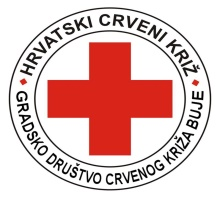 HRVATSKI CRVENI KRIŽ
GRADSKO DRUŠTVO CRVENOG KRIŽA BUJE